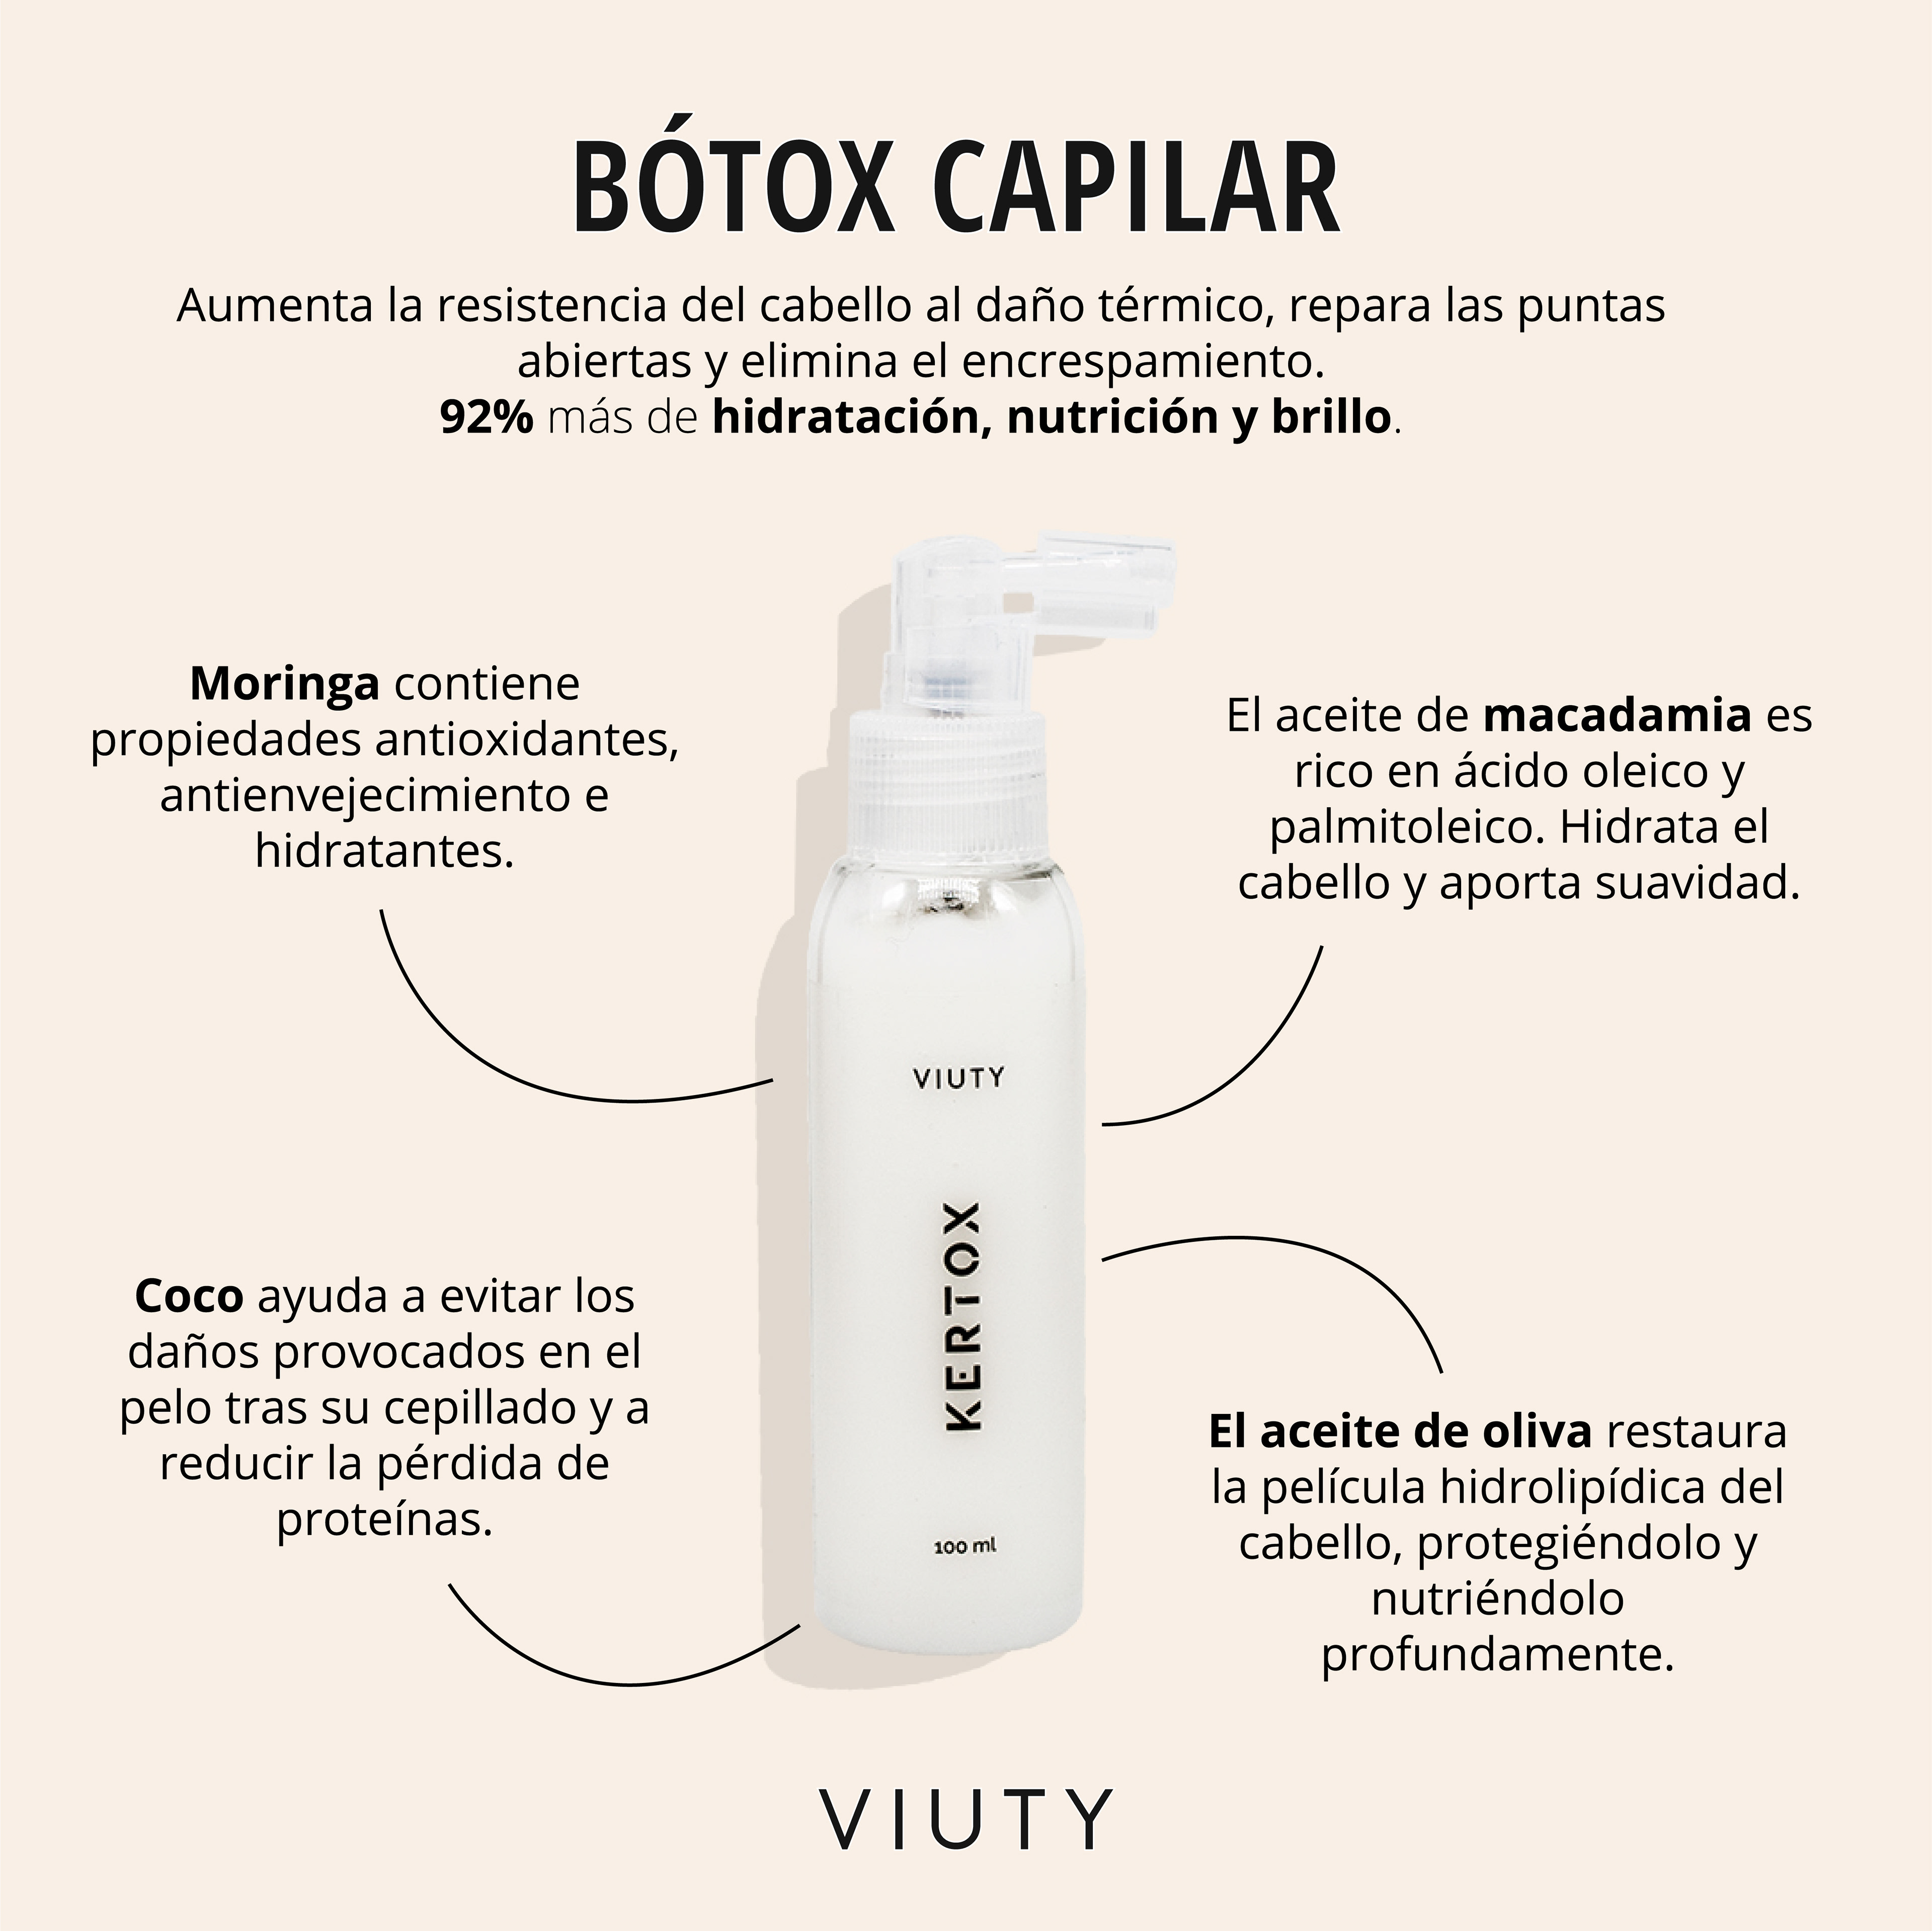 BÓTOX CAPILAR
Aumenta la resistencia del cabello al daño térmico, repara las puntas
abiertas y elimina el encrespamiento.
92% más de hidratación, nutrición y brillo.
Moringa contiene
propiedades antioxidantes,
antienvejecimiento e
hidratantes.
El aceite de macadamia es
rico en ácido oleico y
palmitoleico. Hidrata el
cabello y aporta suavidad.
VIUTY
KERTOX
100 ml
Coco ayuda a evitar los
daños provocados en el
pelo tras su cepillado y a
reducir la pérdida de
proteínas.
El aceite de oliva restaura
la película hidrolipídica del
cabello, protegiéndolo y
nutriéndolo
profundamente.
VIUTY